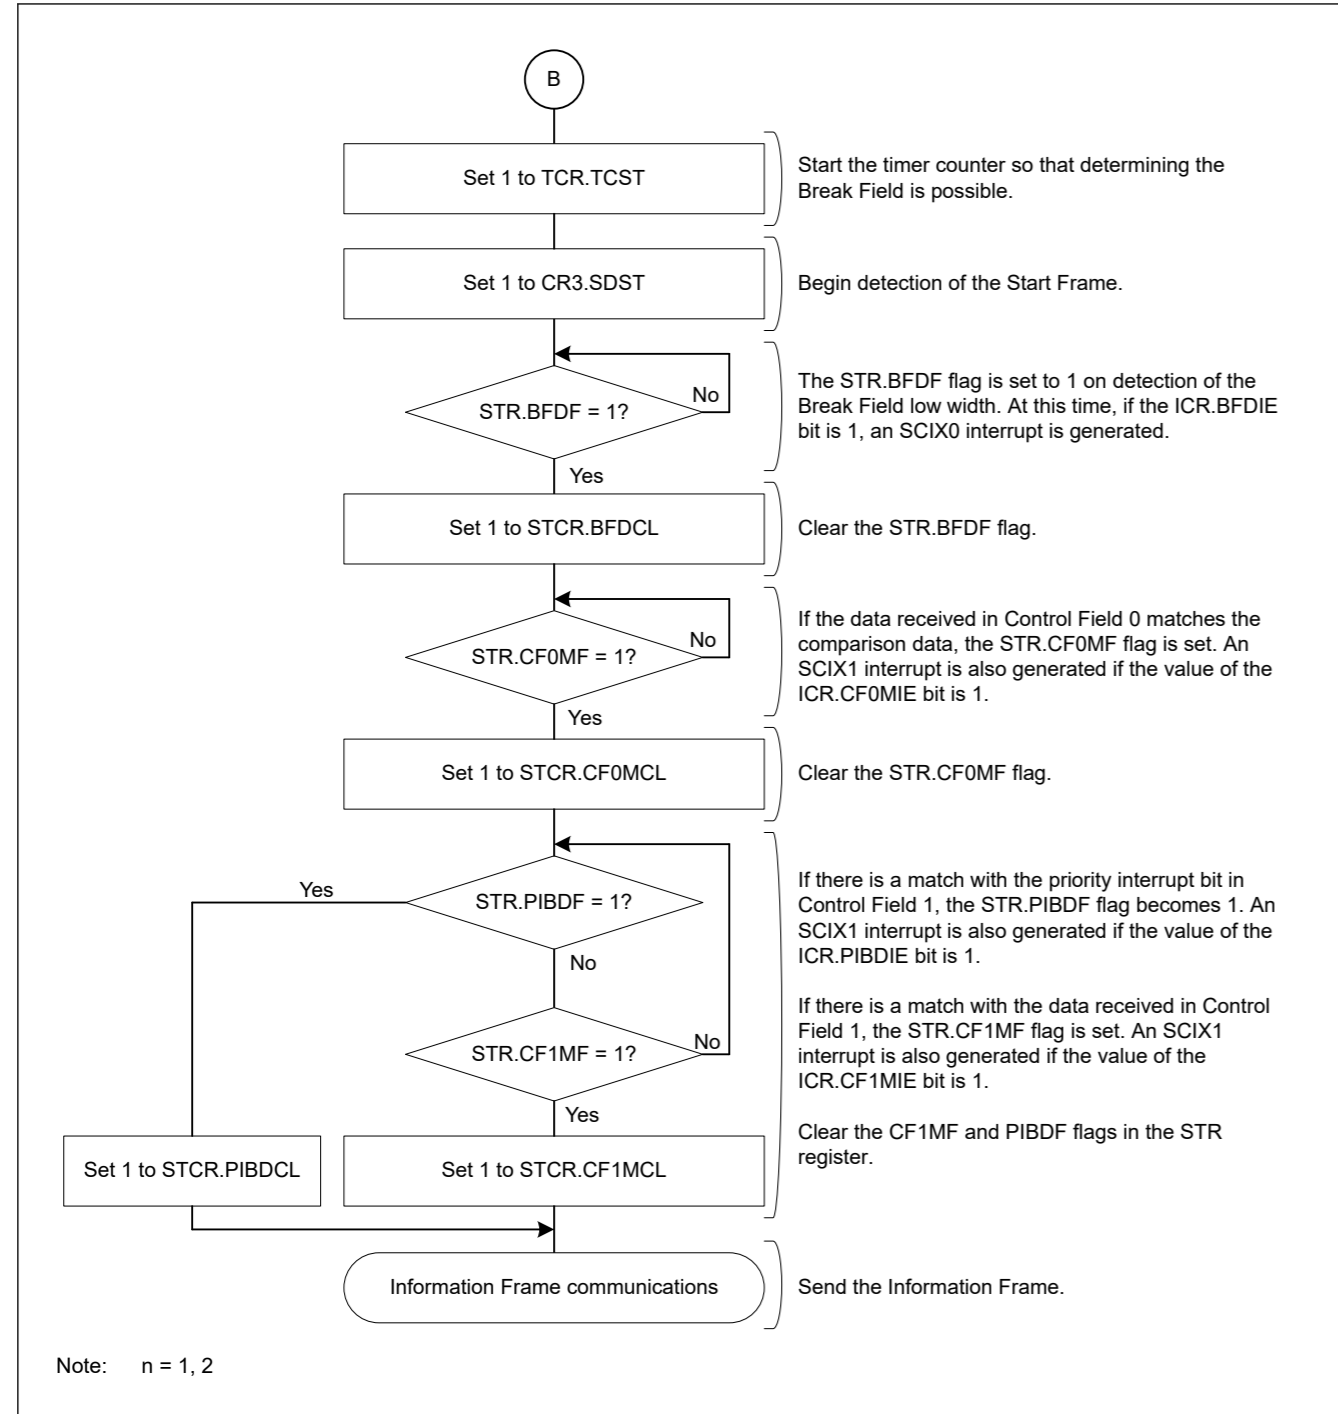 B
Set 1 to TCR.TCST
Start the timer counter so that determining the
Break Field is possible.
Set 1 to CR3.SDST
Begin detection of the Start Frame.
STR.BFDF = 1?
No
Yes
The STR.BFDF flag is set to 1 on detection of the
Break Field low width. At this time, if the ICR.BFDIE
bit is 1, an SCIX0 interrupt is generated.
Set 1 to STCR.BFDCL
Clear the STR.BFDF flag.
STR.CF0MF = 1?
No
Yes
If the data received in Control Field 0 matches the
comparison data, the STR.CF0MF flag is set. An
SCIX1 interrupt is also generated if the value of the
ICR.CF0MIE bit is 1.
Set 1 to STCR.CF0MCL
Clear the STR.CF0MF flag.
STR.PIBDF = 1?
Yes
No
If there is a match with the priority interrupt bit in
Control Field 1, the STR.PIBDF flag becomes 1. An
SCIX1 interrupt is also generated if the value of the
ICR.PIBDIE bit is 1.
STR.CF1MF = 1?
No
Yes
If there is a match with the data received in Control
Field 1, the STR.CF1MF flag is set. An SCIX1
interrupt is also generated if the value of the
ICR.CF1MIE bit is 1.
Set 1 to STCR.PIBDCL
Set 1 to STCR.CF1MCL
Clear the CF1MF and PIBDF flags in the STR
register.
Information Frame communications
Send the Information Frame.
Note: n = 1, 2